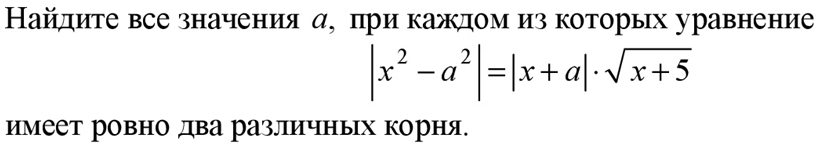 Найдите все значения a, при каждом из которых уравнение
|x² − a²| = |x + a| · √(x + 5)
имеет ровно два различных корня.